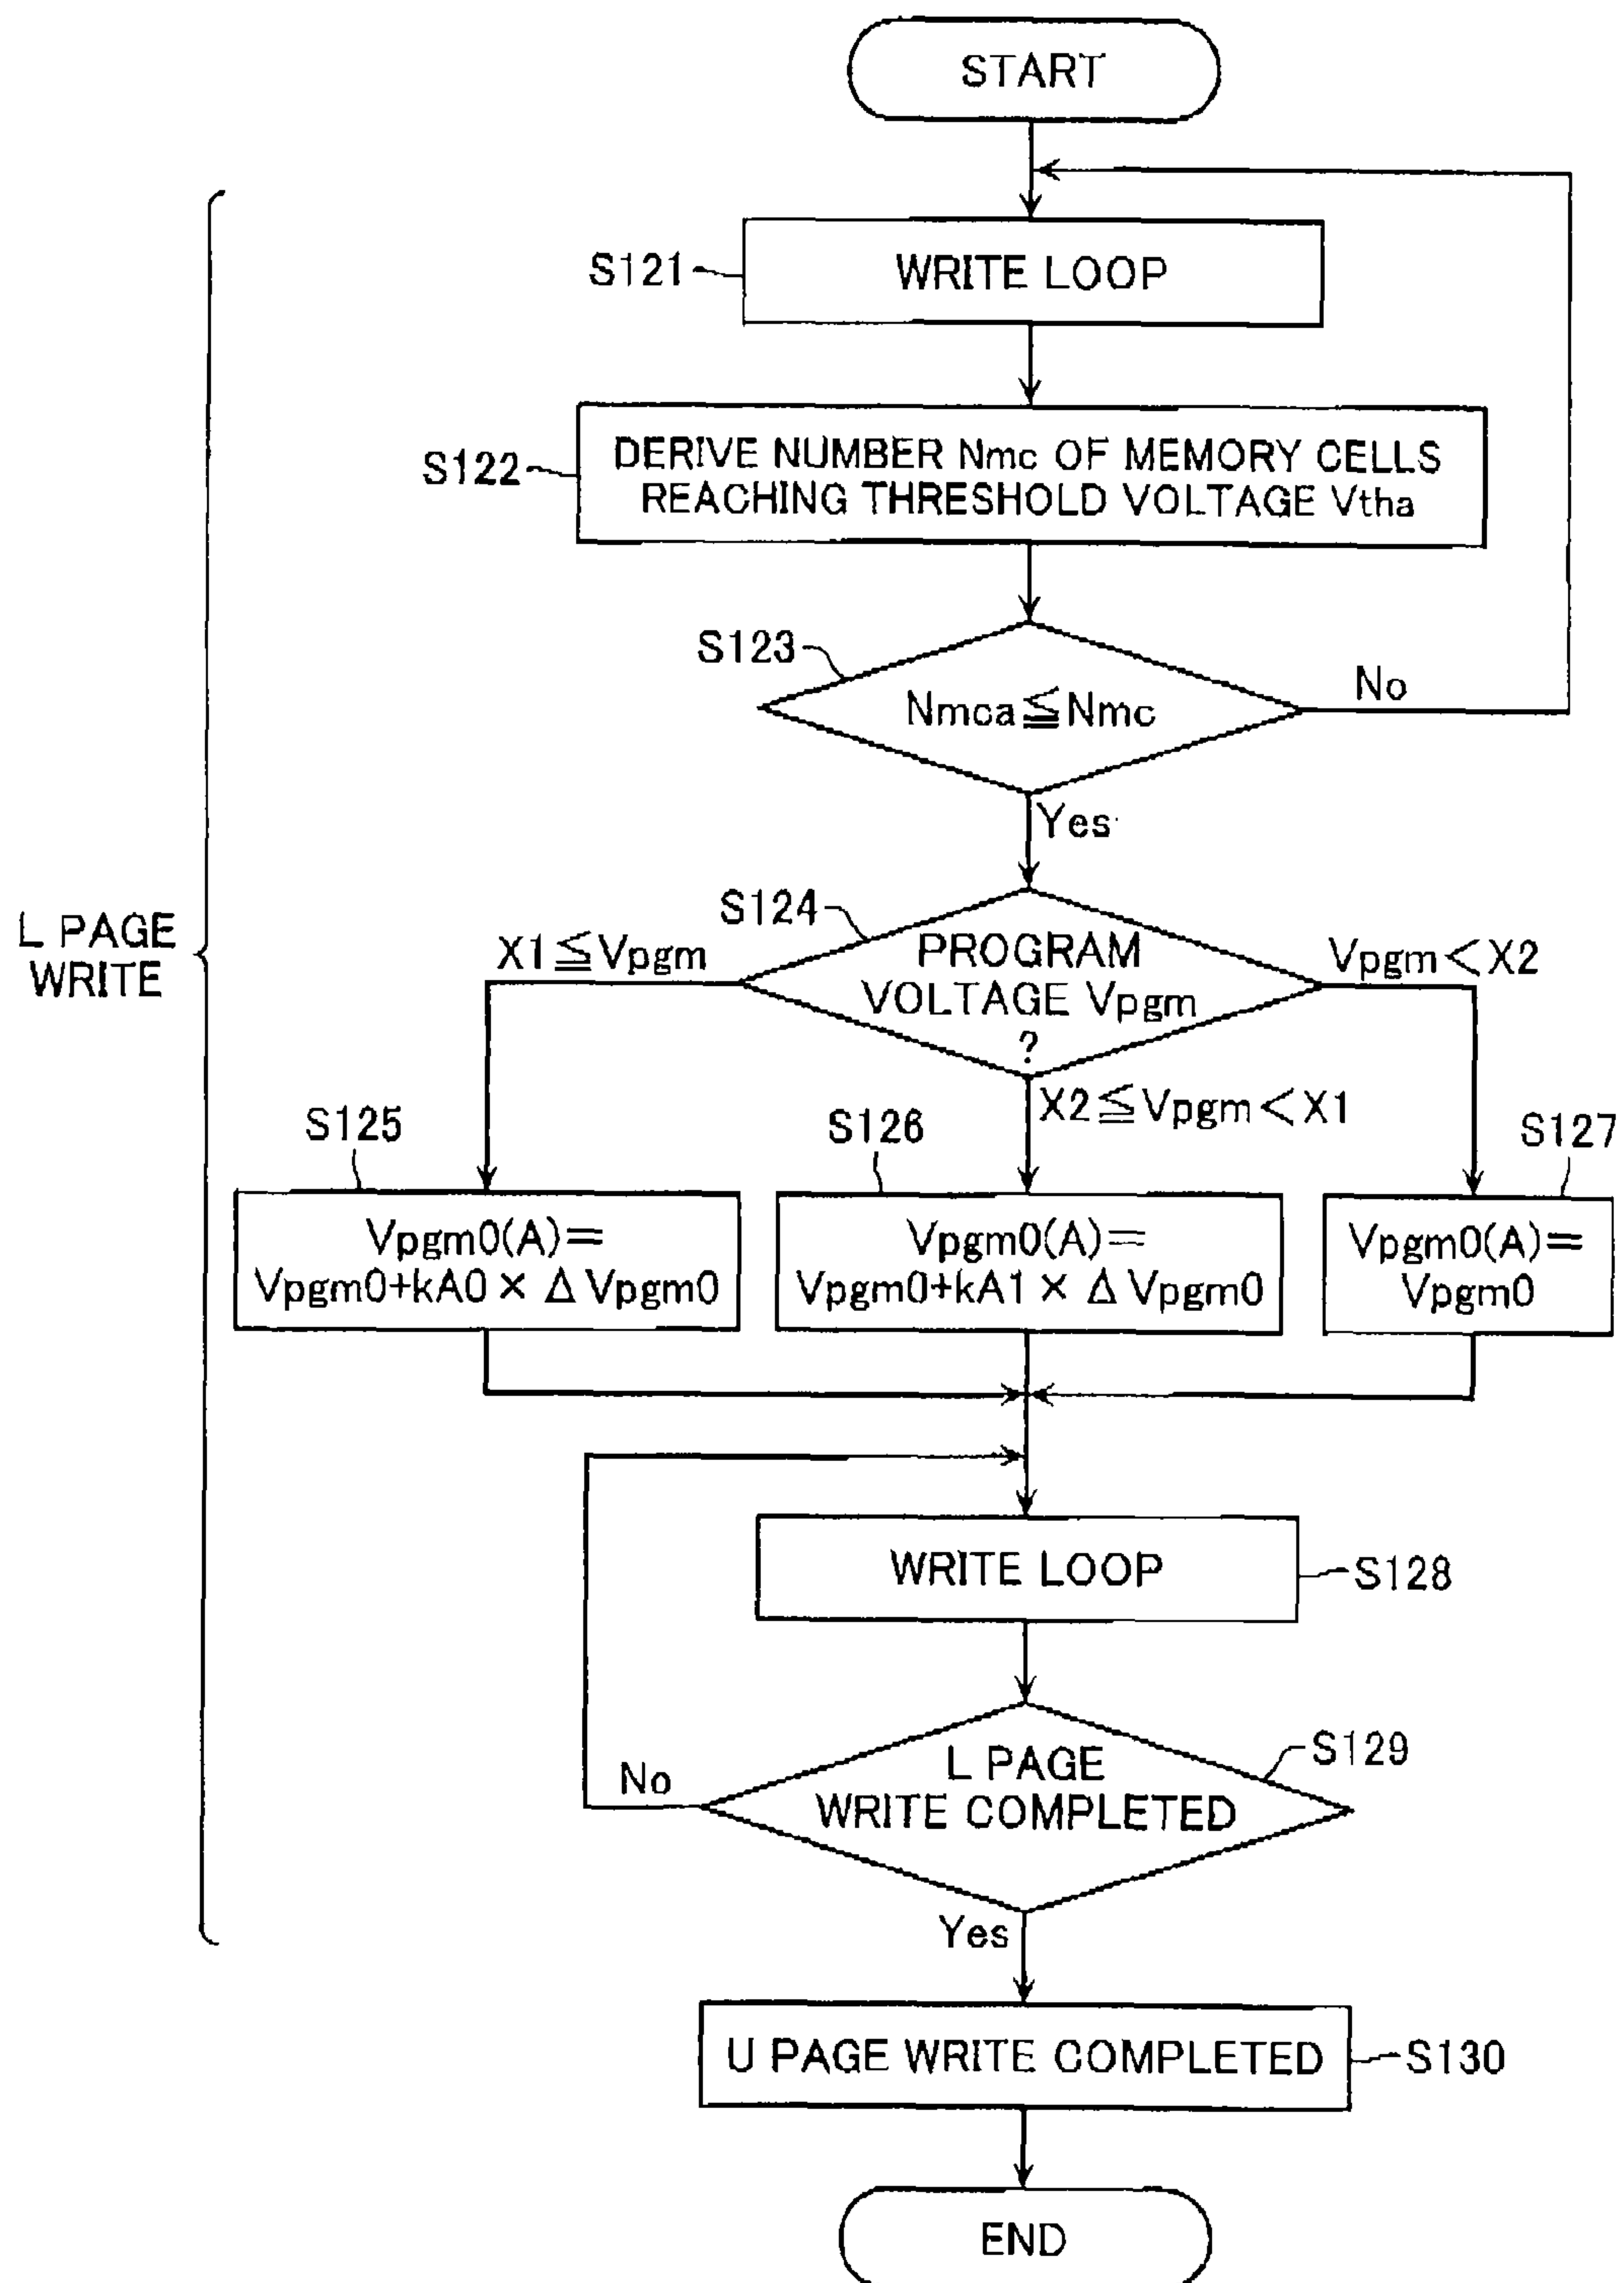 START
S121
WRITE LOOP
S122
DERIVE NUMBER Nmc OF MEMORY CELLS
REACHING THRESHOLD VOLTAGE Vtha
S123
Nmca≦Nmc
No
Yes
L PAGE
WRITE
S124
PROGRAM
VOLTAGE Vpgm
?
X1≦Vpgm
Vpgm<X2
X2≦Vpgm<X1
S125
Vpgm0(A)=
Vpgm0+kA0×ΔVpgm0
S126
Vpgm0(A)=
Vpgm0+kA1×ΔVpgm0
S127
Vpgm0(A)=
Vpgm0
WRITE LOOP
S128
L PAGE
WRITE COMPLETED
S129
No
Yes
U PAGE WRITE COMPLETED
S130
END